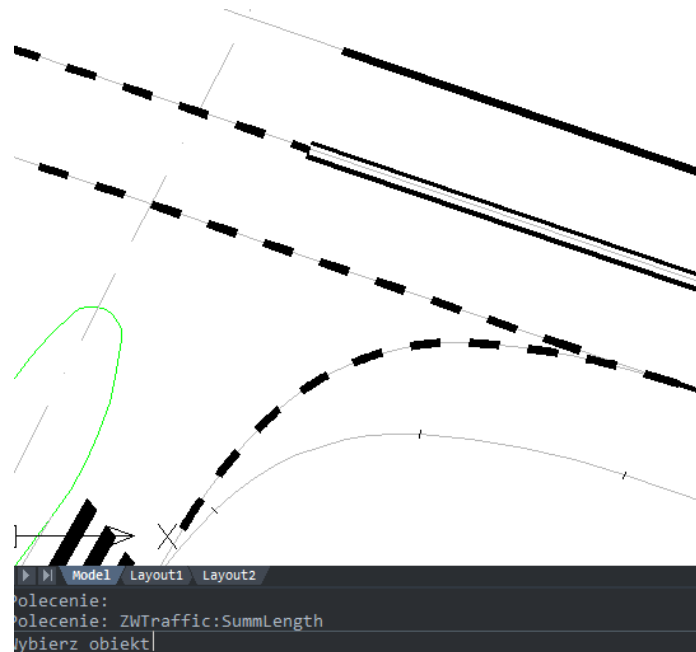 Model Layout1 Layout2
Polecenie:
Polecenie: ZWTraffic:SummLength
Wybierz obiekt